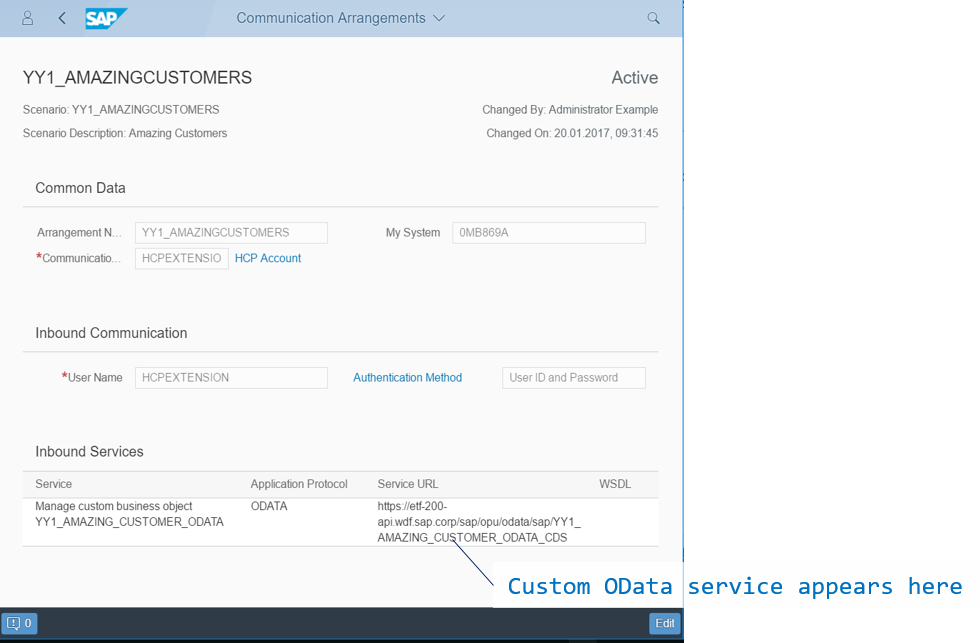 SAP
Communication Arrangements
YY1_AMAZINGCUSTOMERS
Active
Scenario: YY1_AMAZINGCUSTOMERS
Changed By: Administrator Example
Scenario Description: Amazing Customers
Changed On: 20.01.2017, 09:31:45
Common Data
Arrangement N... YY1_AMAZINGCUSTOMERS My System 0MB869A
*Communicatio... HCPEXTENSIO HCP Account
Inbound Communication
*User Name HCPEXTENSION Authentication Method User ID and Password
Inbound Services
Service Application Protocol Service URL WSDL
Manage custom business object ODATA https://etf-200-
YY1_AMAZING_CUSTOMER_ODATA api.wdf.sap.corp/sap/opu/odata/sap/YY1_
AMAZING_CUSTOMER_ODATA_CDS
Custom OData service appears here
0 Edit